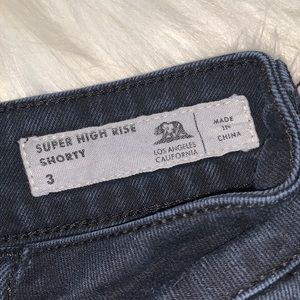 SUPER HIGH RISE
SHORTY
3
LOS ANGELES
CALIFORNIA
MADE
IN
CHINA